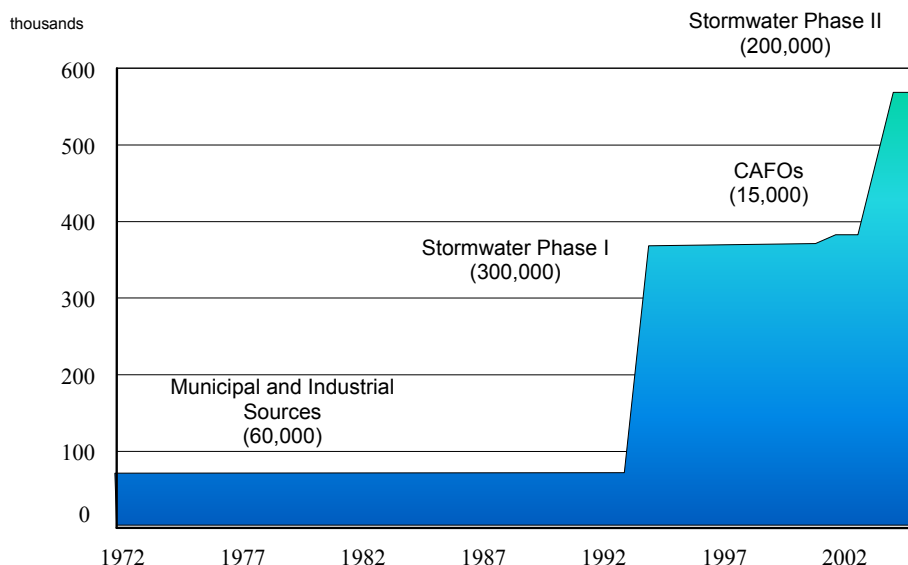 thousands
Stormwater Phase II
(200,000)
600
500
CAFOs
(15,000)
400
Stormwater Phase I
(300,000)
300
200
Municipal and Industrial
Sources
(60,000)
100
0
1972 1977 1982 1987 1992 1997 2002